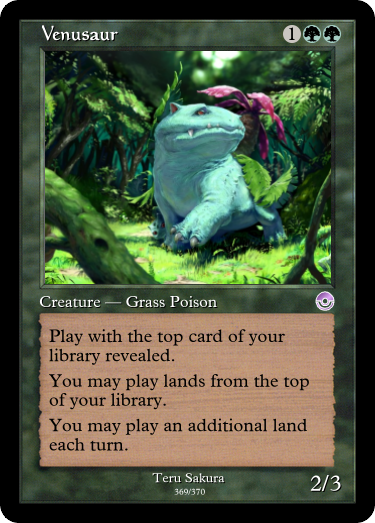 Venusaur 1
Creature — Grass Poison
Play with the top card of your
library revealed.
You may play lands from the top
of your library.
You may play an additional land
each turn.
Teru Sakura
369/370
2/3